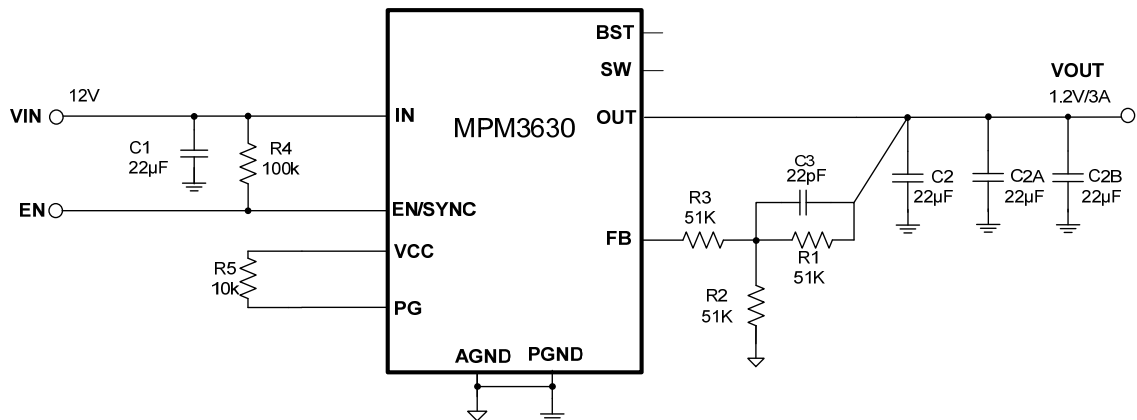 BST
SW
VOUT
1.2V/3A
12V
VIN
IN
MPM3630
OUT
C1
22µF
R4
100k
C3
22pF
C2
22µF
C2A
22µF
C2B
22µF
EN
EN/SYNC
R3
51K
FB
R1
51K
VCC
R5
10k
PG
R2
51K
AGND
PGND